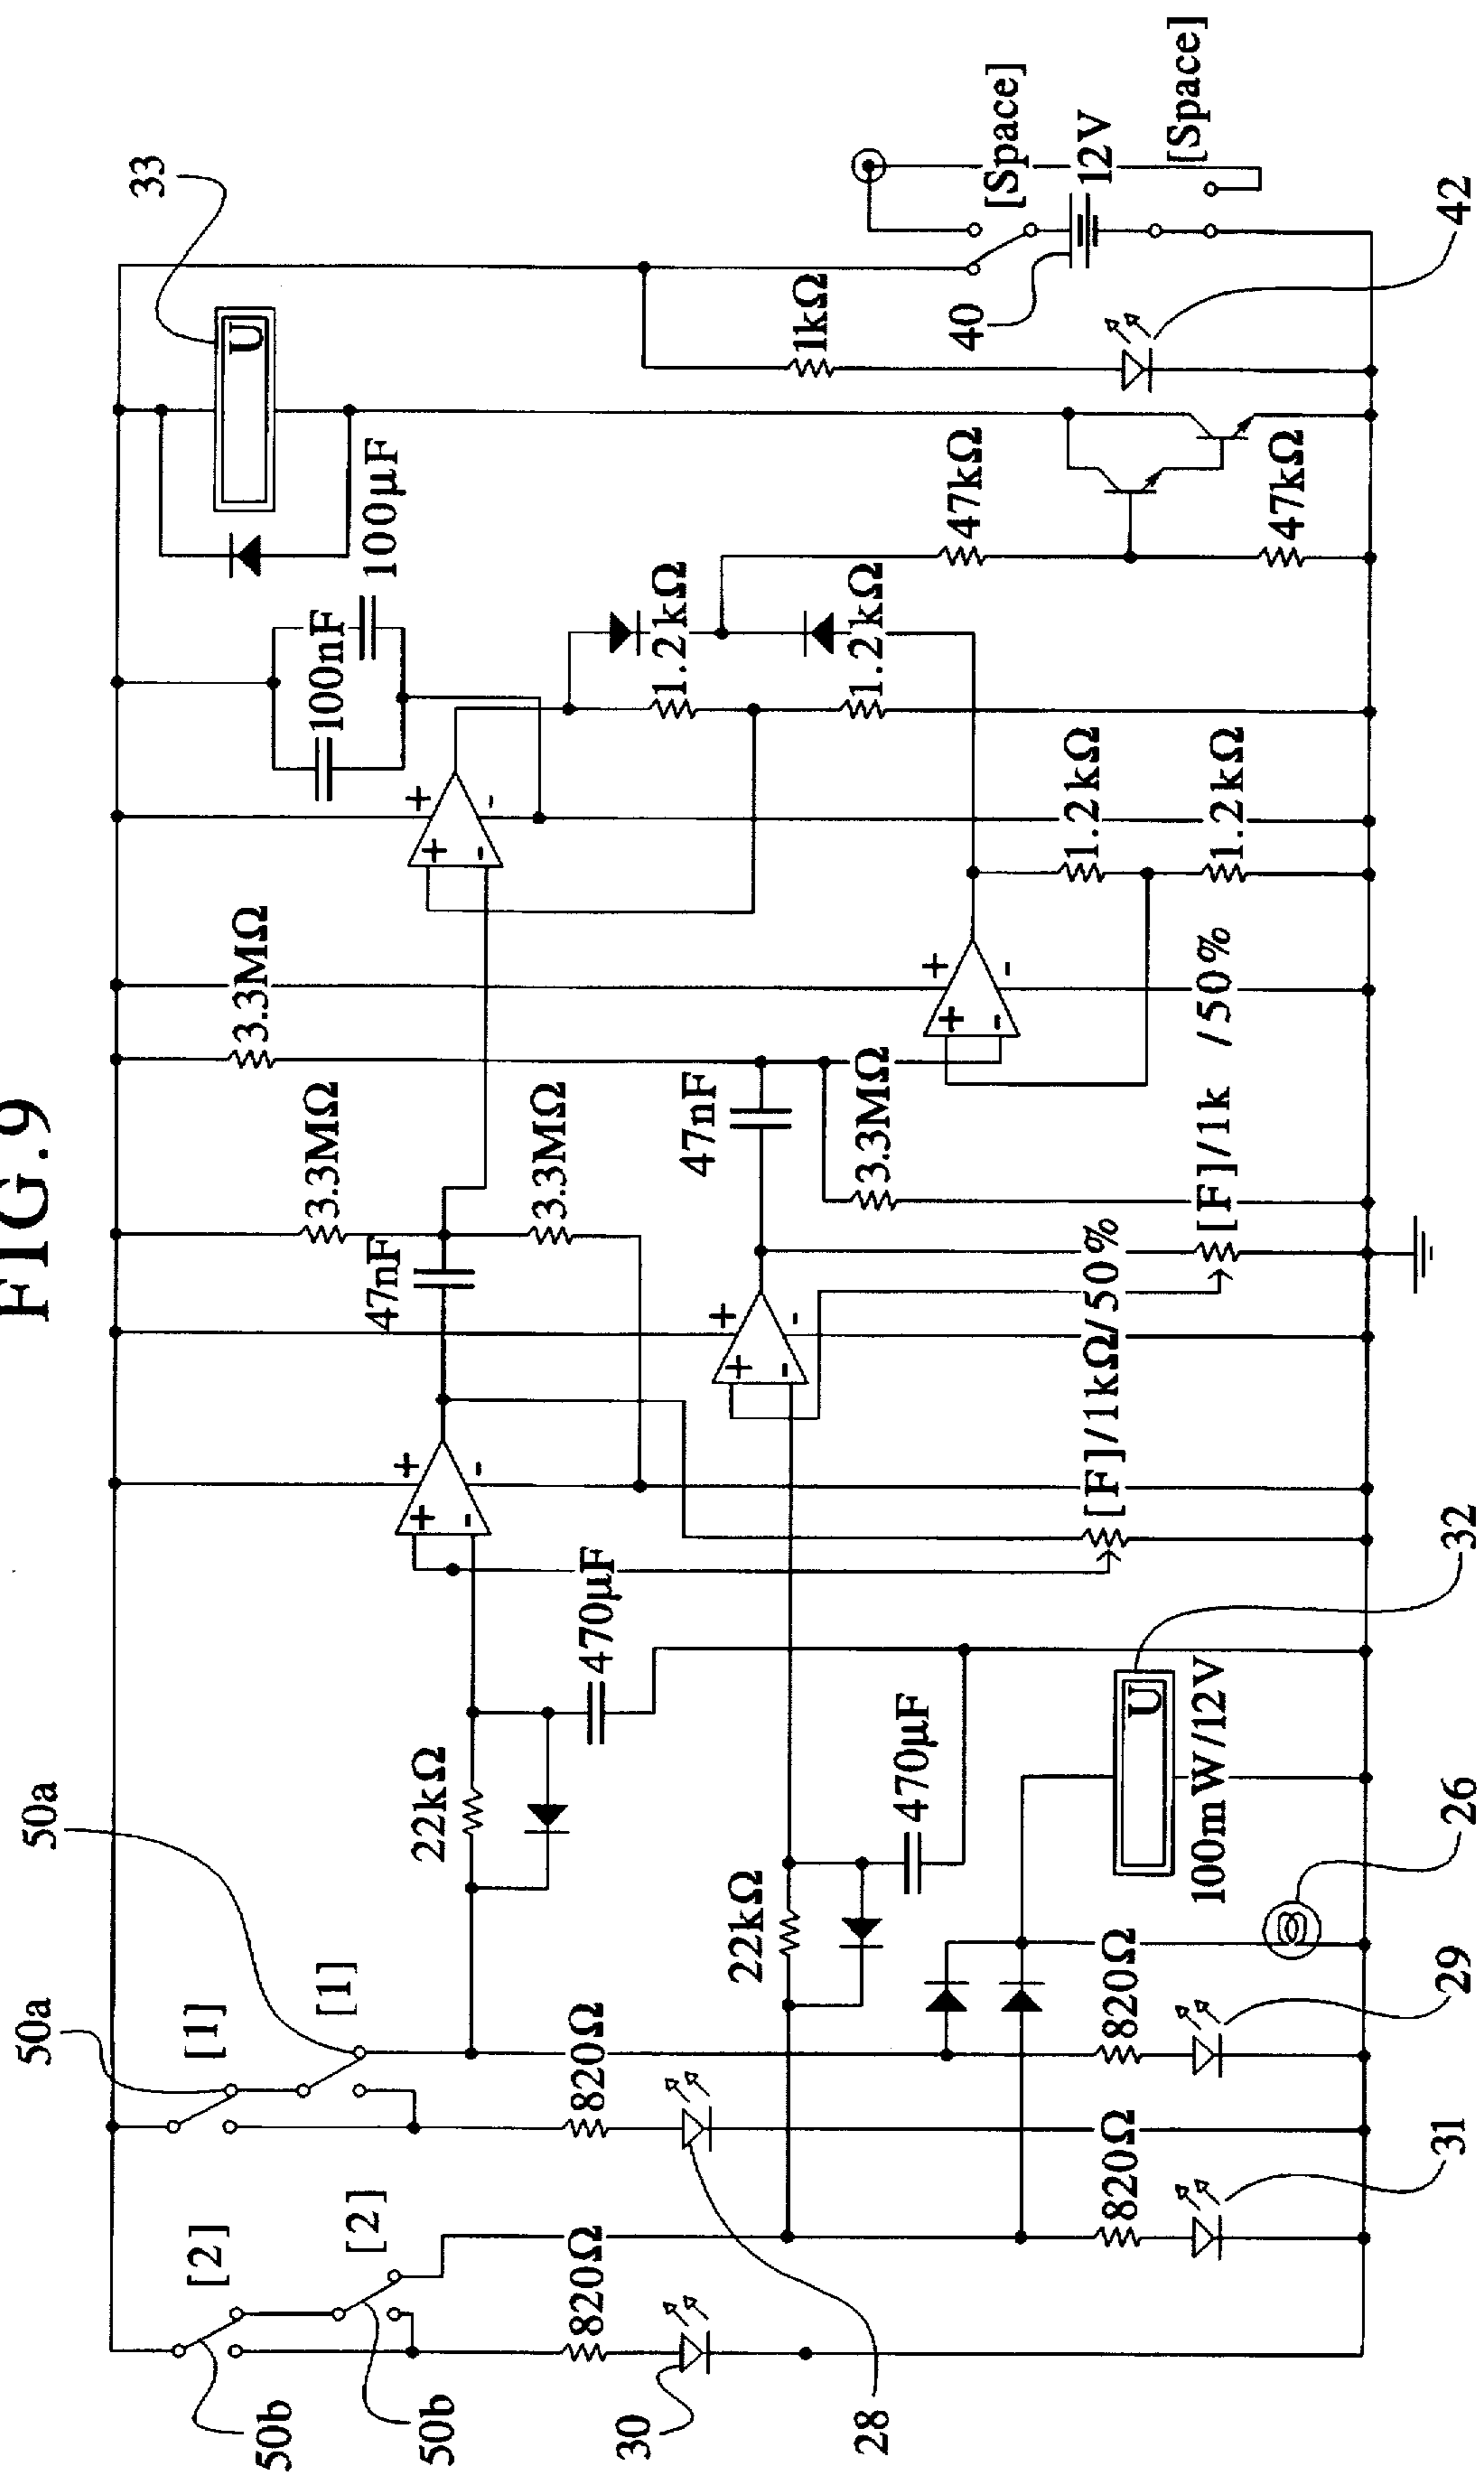 FIG.9
50b
50b
[2]
[2]
50a
50a
[1]
[1]
820Ω
30
28
820Ω
820Ω
31
820Ω
29
26
22kΩ
470μF
22kΩ
470μF
U
100mW/12V
32
[F]/1kΩ/50%
[F]/1k /50%
+
-
+
-
+
-
+
-
47nF
47nF
3.3MΩ
3.3MΩ
3.3MΩ
3.3MΩ
+
-
+
-
+
-
+
-
100nF
100μF
1.2kΩ
1.2kΩ
1.2kΩ
1.2kΩ
47kΩ
47kΩ
U
33
1kΩ
40
12V
[Space]
[Space]
42